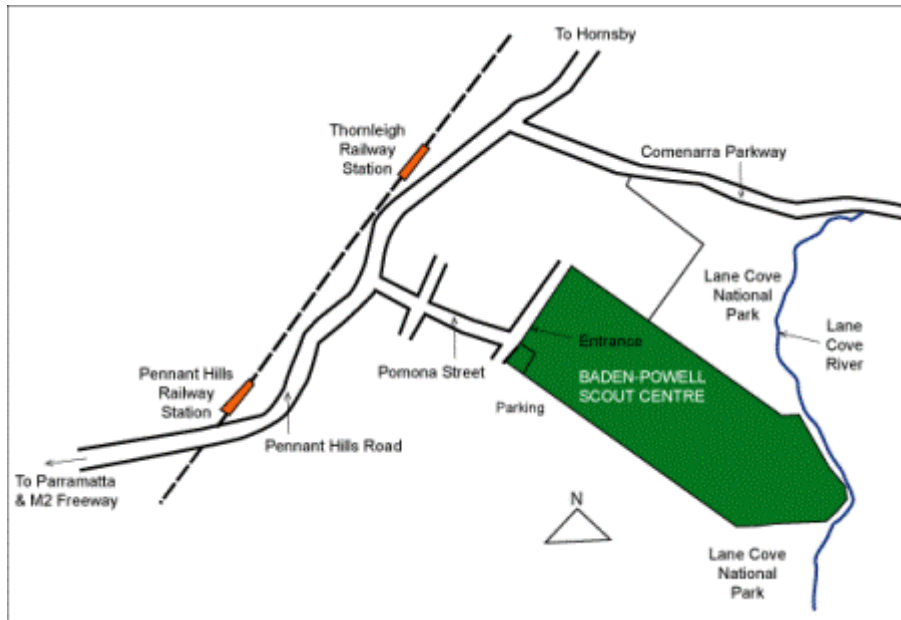 To Hornsby
Thornleigh
Railway
Station
Comenarra Parkway
Lane Cove
National
Park
Lane
Cove
River
Entrance
Pomona Street
BADEN-POWELL
SCOUT CENTRE
Pennant Hills
Railway
Station
Parking
Pennant Hills Road
To Parramatta
& M2 Freeway
N
Lane Cove
National
Park